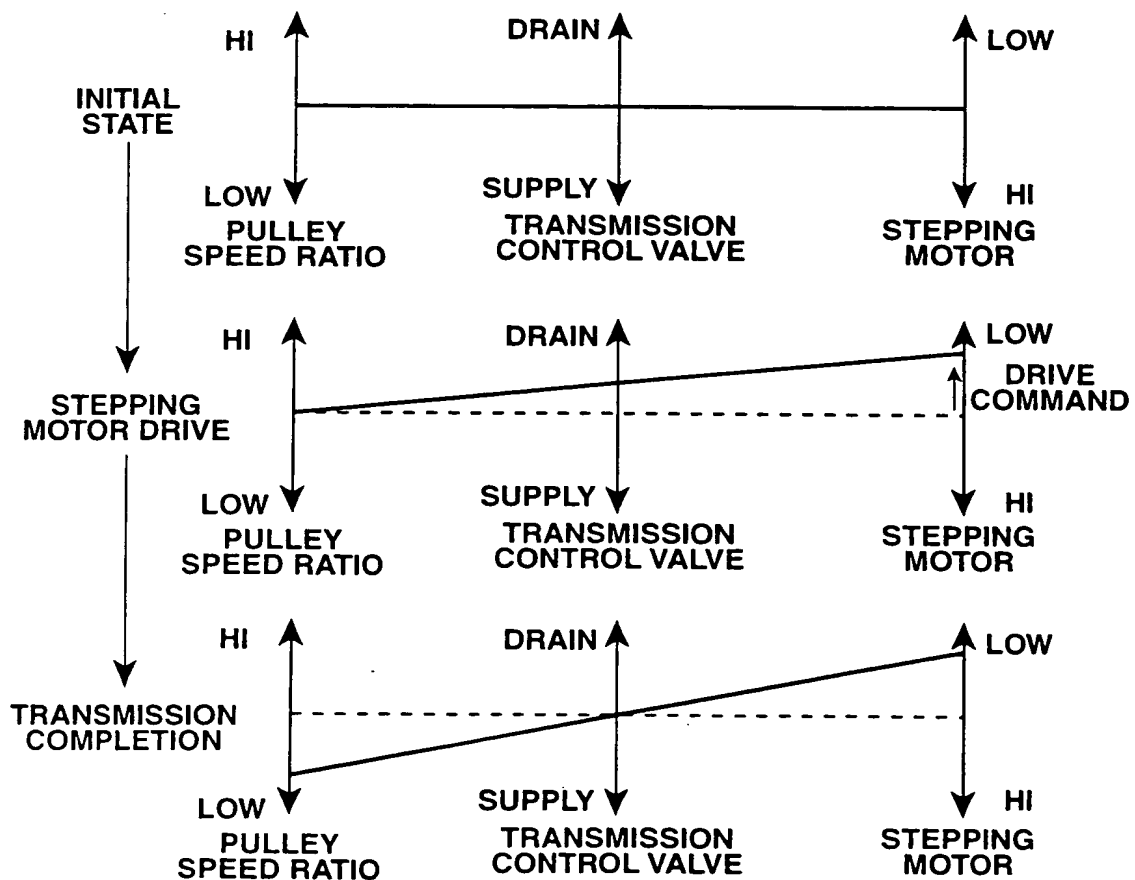 HI
DRAIN
LOW
INITIAL
STATE
LOW
SUPPLY
HI
PULLEY
SPEED RATIO
TRANSMISSION
CONTROL VALVE
STEPPING
MOTOR
HI
DRAIN
LOW
DRIVE
COMMAND
STEPPING
MOTOR DRIVE
LOW
SUPPLY
HI
PULLEY
SPEED RATIO
TRANSMISSION
CONTROL VALVE
STEPPING
MOTOR
HI
DRAIN
LOW
TRANSMISSION
COMPLETION
LOW
SUPPLY
HI
PULLEY
SPEED RATIO
TRANSMISSION
CONTROL VALVE
STEPPING
MOTOR